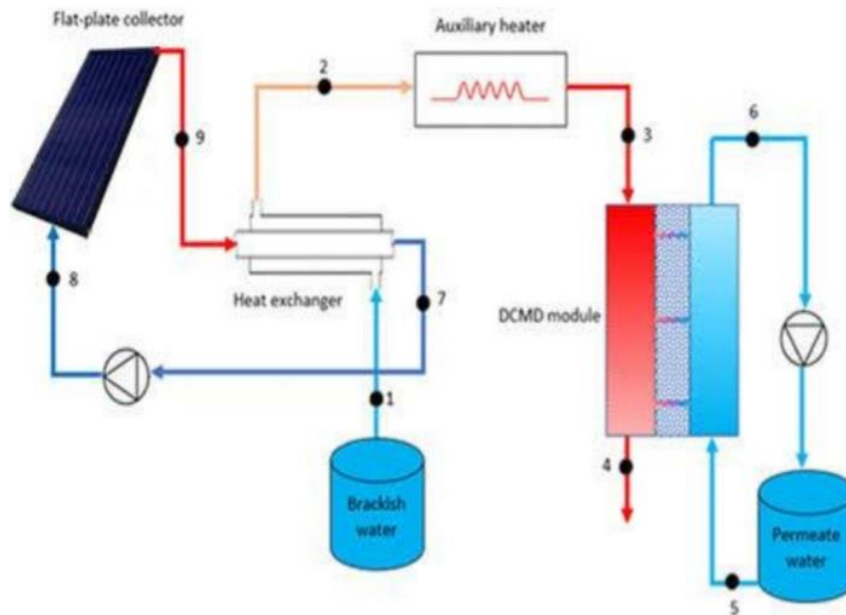 Flat-plate collector
Auxiliary heater
2
6
9
3
8
Heat exchanger
7
DCMD module
1
4
Brackish
water
Permeate
water
5